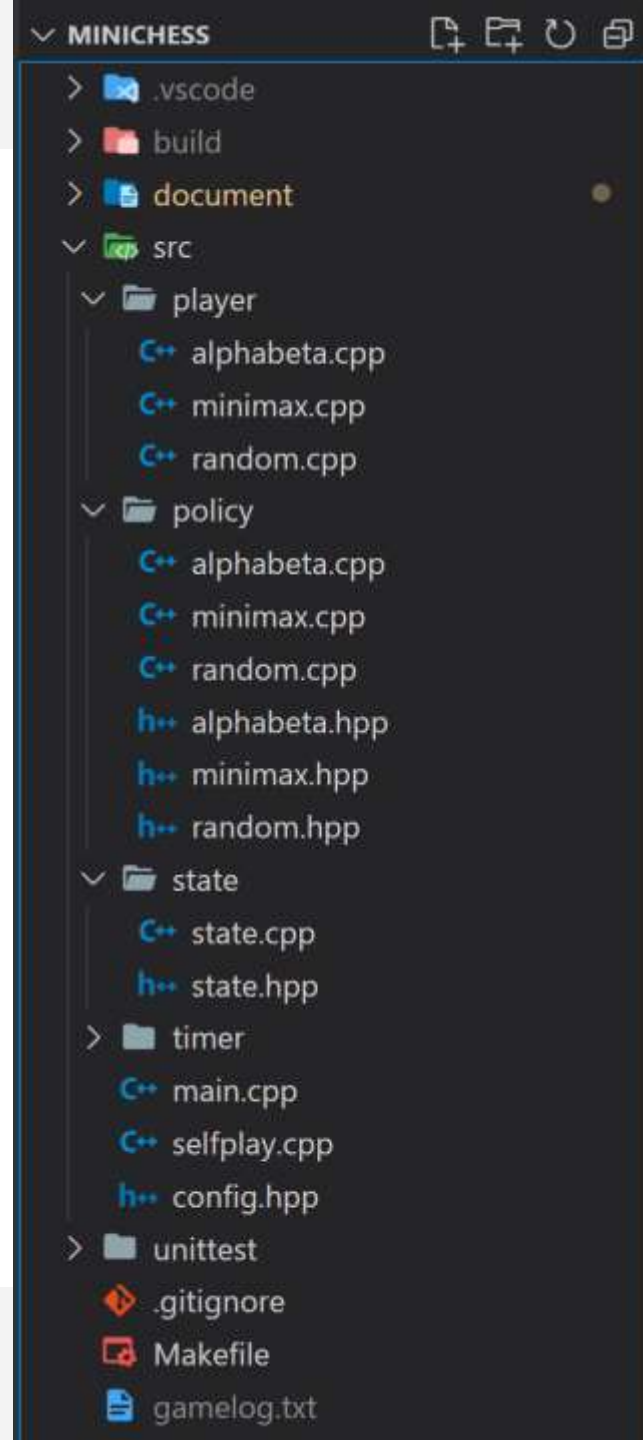 MINICHESS
.vscode
build
document
src
player
C++ alphabeta.cpp
C++ minimax.cpp
C++ random.cpp
policy
C++ alphabeta.cpp
C++ minimax.cpp
C++ random.cpp
h++ alphabeta.hpp
h++ minimax.hpp
h++ random.hpp
state
C++ state.cpp
h++ state.hpp
timer
C++ main.cpp
C++ selfplay.cpp
h++ config.hpp
unittest
.gitignore
Makefile
gamelog.txt